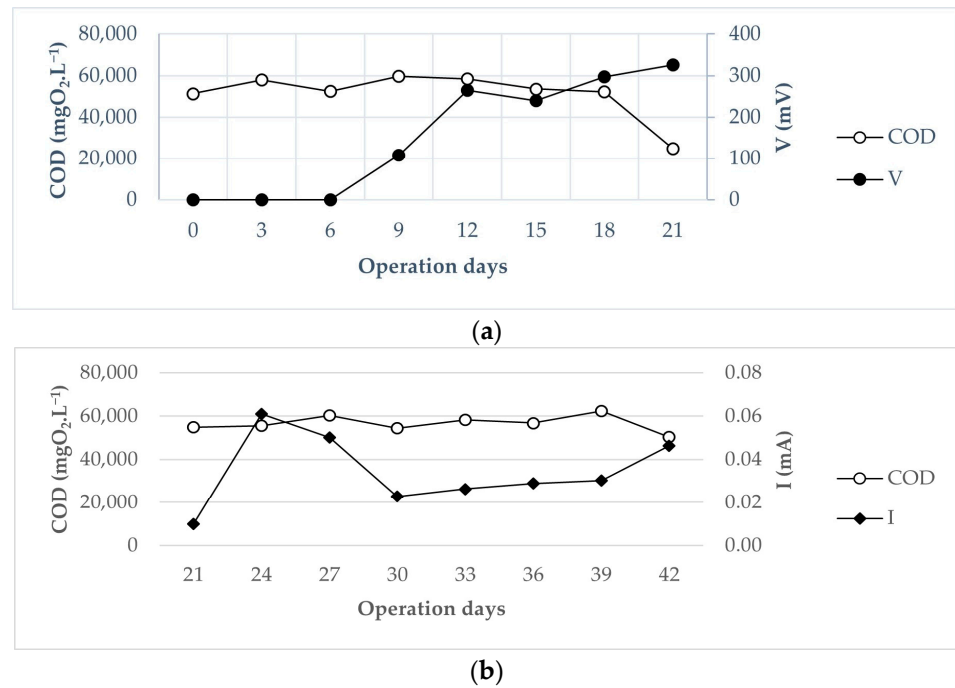 COD (mgO₂.L⁻¹)
80,000
60,000
40,000
20,000
0
400
300
200
100
0
V (mV)
0 3 6 9 12 15 18 21
Operation days
COD
V
(a)
COD (mgO₂.L⁻¹)
80,000
60,000
40,000
20,000
0
0.08
0.06
0.04
0.02
0.00
I (mA)
21 24 27 30 33 36 39 42
Operation days
COD
I
(b)